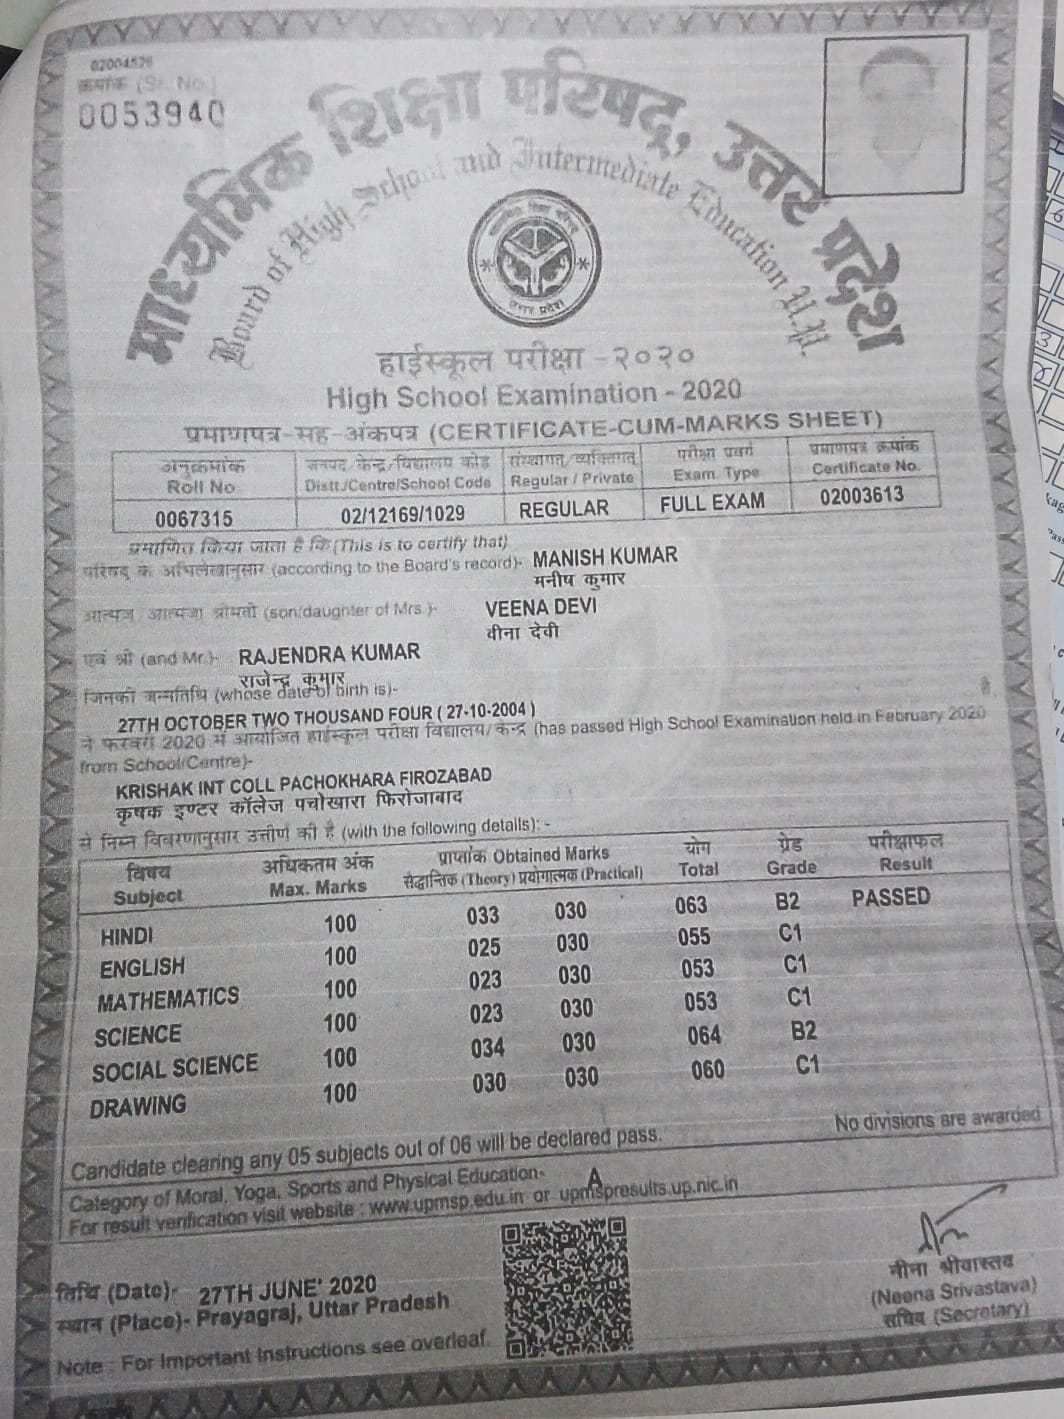 02004526
क्रमांक (Sr. No.)
0053940
माध्यमिक शिक्षा परिषद्, उत्तर प्रदेश
Board of High School and Intermediate Education U.P.
उत्तर प्रदेश
हाईस्कूल परीक्षा - २०२०
High School Examination - 2020
प्रमाणपत्र-सह-अंकपत्र (CERTIFICATE-CUM-MARKS SHEET)
अनुक्रमांक जनपद/केन्द्र/विद्यालय कोड संस्थागत/व्यक्तिगत परीक्षा प्रवर्ग प्रमाणपत्र क्रमांक
Roll No. Distt./Centre/School Code Regular / Private Exam. Type Certificate No.
0067315 02/12169/1029 REGULAR FULL EXAM 02003613
प्रमाणित किया जाता है कि (This is to certify that)
परिषद के अभिलेखानुसार (according to the Board's record)- MANISH KUMAR
मनीष कुमार
आत्मज/आत्मजा श्रीमती (son/daughter of Mrs.)- VEENA DEVI
वीना देवी
एवं श्री (and Mr.)- RAJENDRA KUMAR
राजेन्द्र कुमार
जिनकी जन्मतिथि (whose date of birth is)- है
27TH OCTOBER TWO THOUSAND FOUR ( 27-10-2004 )
ने फरवरी 2020 में आयोजित हाईस्कूल परीक्षा विद्यालय/केन्द्र (has passed High School Examination held in February 2020
from School/Centre)-
KRISHAK INT COLL PACHOKHARA FIROZABAD
कृषक इण्टर कॉलेज पचोखारा फिरोजाबाद
से निम्न विवरणानुसार उत्तीर्ण की है (with the following details): -
विषय अधिकतम अंक प्राप्तांक Obtained Marks योग ग्रेड परीक्षाफल
Subject Max. Marks सैद्धान्तिक (Theory) प्रयोगात्मक (Practical) Total Grade Result
HINDI 100 033 030 063 B2 PASSED
ENGLISH 100 025 030 055 C1
MATHEMATICS 100 023 030 053 C1
SCIENCE 100 023 030 053 C1
SOCIAL SCIENCE 100 034 030 064 B2
DRAWING 100 030 030 060 C1
Candidate clearing any 05 subjects out of 06 will be declared pass. No divisions are awarded
Category of Moral, Yoga, Sports and Physical Education- A
For result verification visit website : www.upmsp.edu.in or upmspresults.up.nic.in
तिथि (Date)- 27TH JUNE' 2020
स्थान (Place)- Prayagraj, Uttar Pradesh
नीना श्रीवास्तव
(Neena Srivastava)
सचिव (Secretary)
Note : For Important Instructions see overleaf.